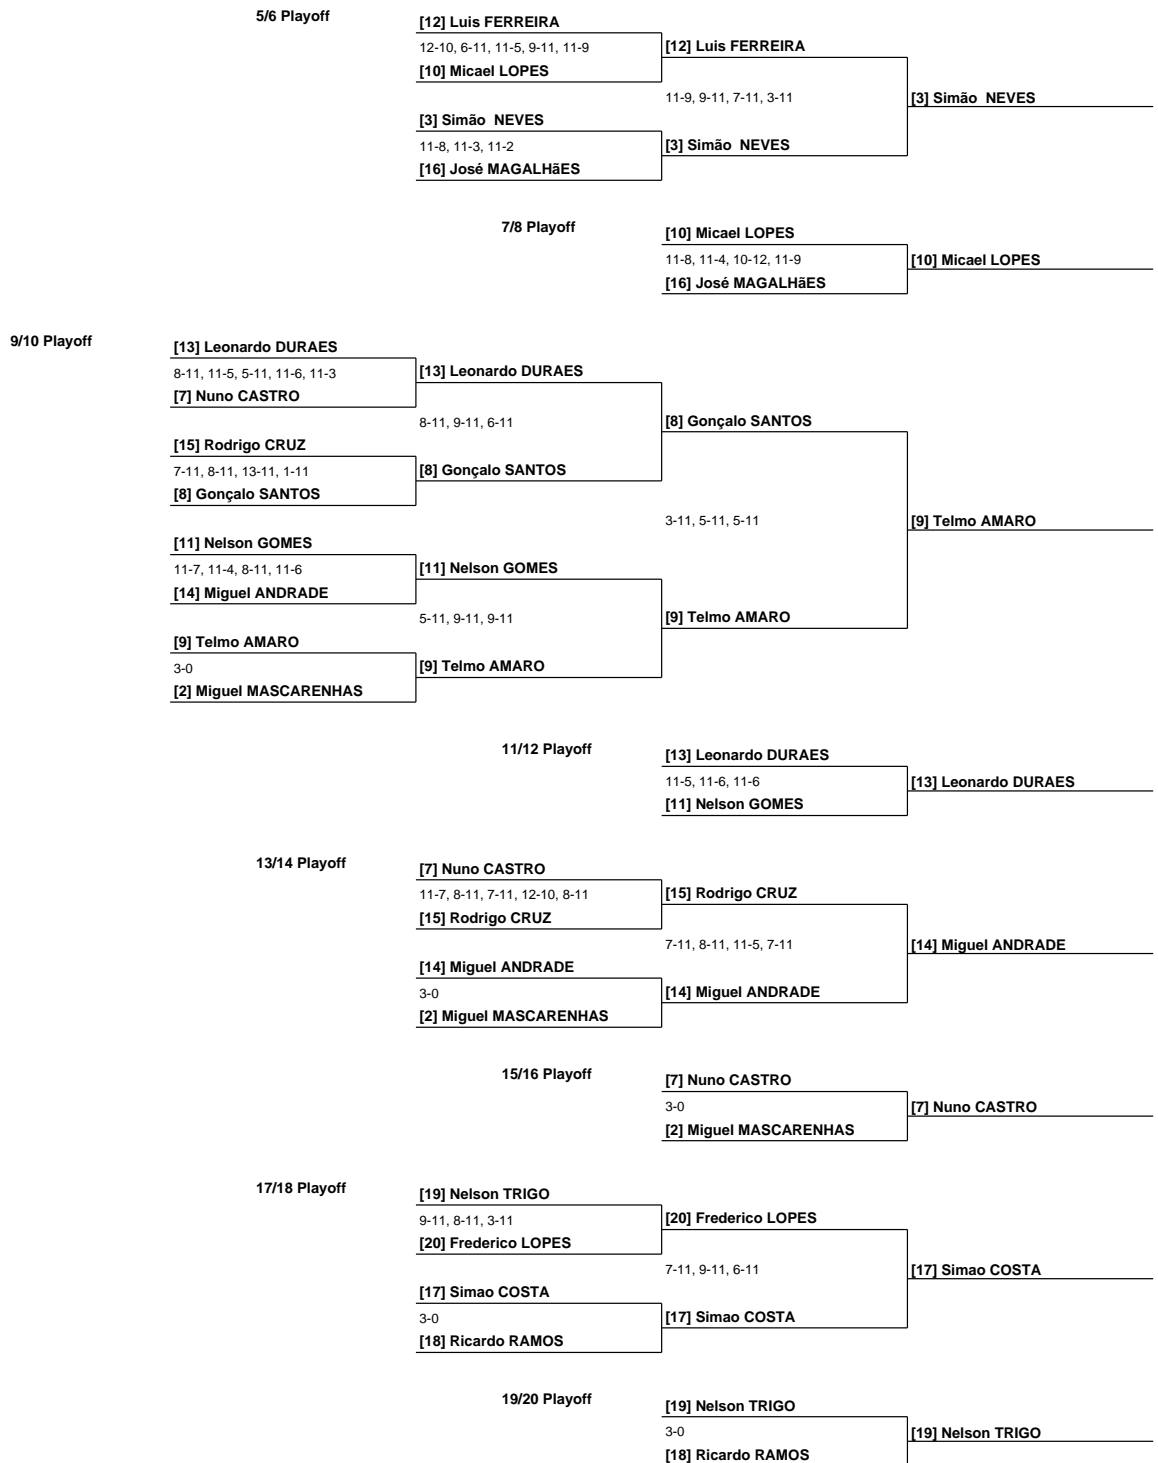 5/6 Playoff
[12] Luis FERREIRA
12-10, 6-11, 11-5, 9-11, 11-9
[10] Micael LOPES
[12] Luis FERREIRA
11-9, 9-11, 7-11, 3-11
[3] Simão  NEVES
[3] Simão  NEVES
11-8, 11-3, 11-2
[16] José MAGALHãES
[3] Simão  NEVES
7/8 Playoff
[10] Micael LOPES
11-8, 11-4, 10-12, 11-9
[16] José MAGALHãES
[10] Micael LOPES
9/10 Playoff
[13] Leonardo DURAES
8-11, 11-5, 5-11, 11-6, 11-3
[7] Nuno CASTRO
[13] Leonardo DURAES
8-11, 9-11, 6-11
[8] Gonçalo SANTOS
[15] Rodrigo CRUZ
7-11, 8-11, 13-11, 1-11
[8] Gonçalo SANTOS
[8] Gonçalo SANTOS
3-11, 5-11, 5-11
[9] Telmo AMARO
[11] Nelson GOMES
11-7, 11-4, 8-11, 11-6
[14] Miguel ANDRADE
[11] Nelson GOMES
5-11, 9-11, 9-11
[9] Telmo AMARO
[9] Telmo AMARO
3-0
[2] Miguel MASCARENHAS
[9] Telmo AMARO
11/12 Playoff
[13] Leonardo DURAES
11-5, 11-6, 11-6
[11] Nelson GOMES
[13] Leonardo DURAES
13/14 Playoff
[7] Nuno CASTRO
11-7, 8-11, 7-11, 12-10, 8-11
[15] Rodrigo CRUZ
[15] Rodrigo CRUZ
7-11, 8-11, 11-5, 7-11
[14] Miguel ANDRADE
[14] Miguel ANDRADE
3-0
[2] Miguel MASCARENHAS
[14] Miguel ANDRADE
15/16 Playoff
[7] Nuno CASTRO
3-0
[2] Miguel MASCARENHAS
[7] Nuno CASTRO
17/18 Playoff
[19] Nelson TRIGO
9-11, 8-11, 3-11
[20] Frederico LOPES
[20] Frederico LOPES
7-11, 9-11, 6-11
[17] Simao COSTA
[17] Simao COSTA
3-0
[18] Ricardo RAMOS
[17] Simao COSTA
19/20 Playoff
[19] Nelson TRIGO
3-0
[18] Ricardo RAMOS
[19] Nelson TRIGO